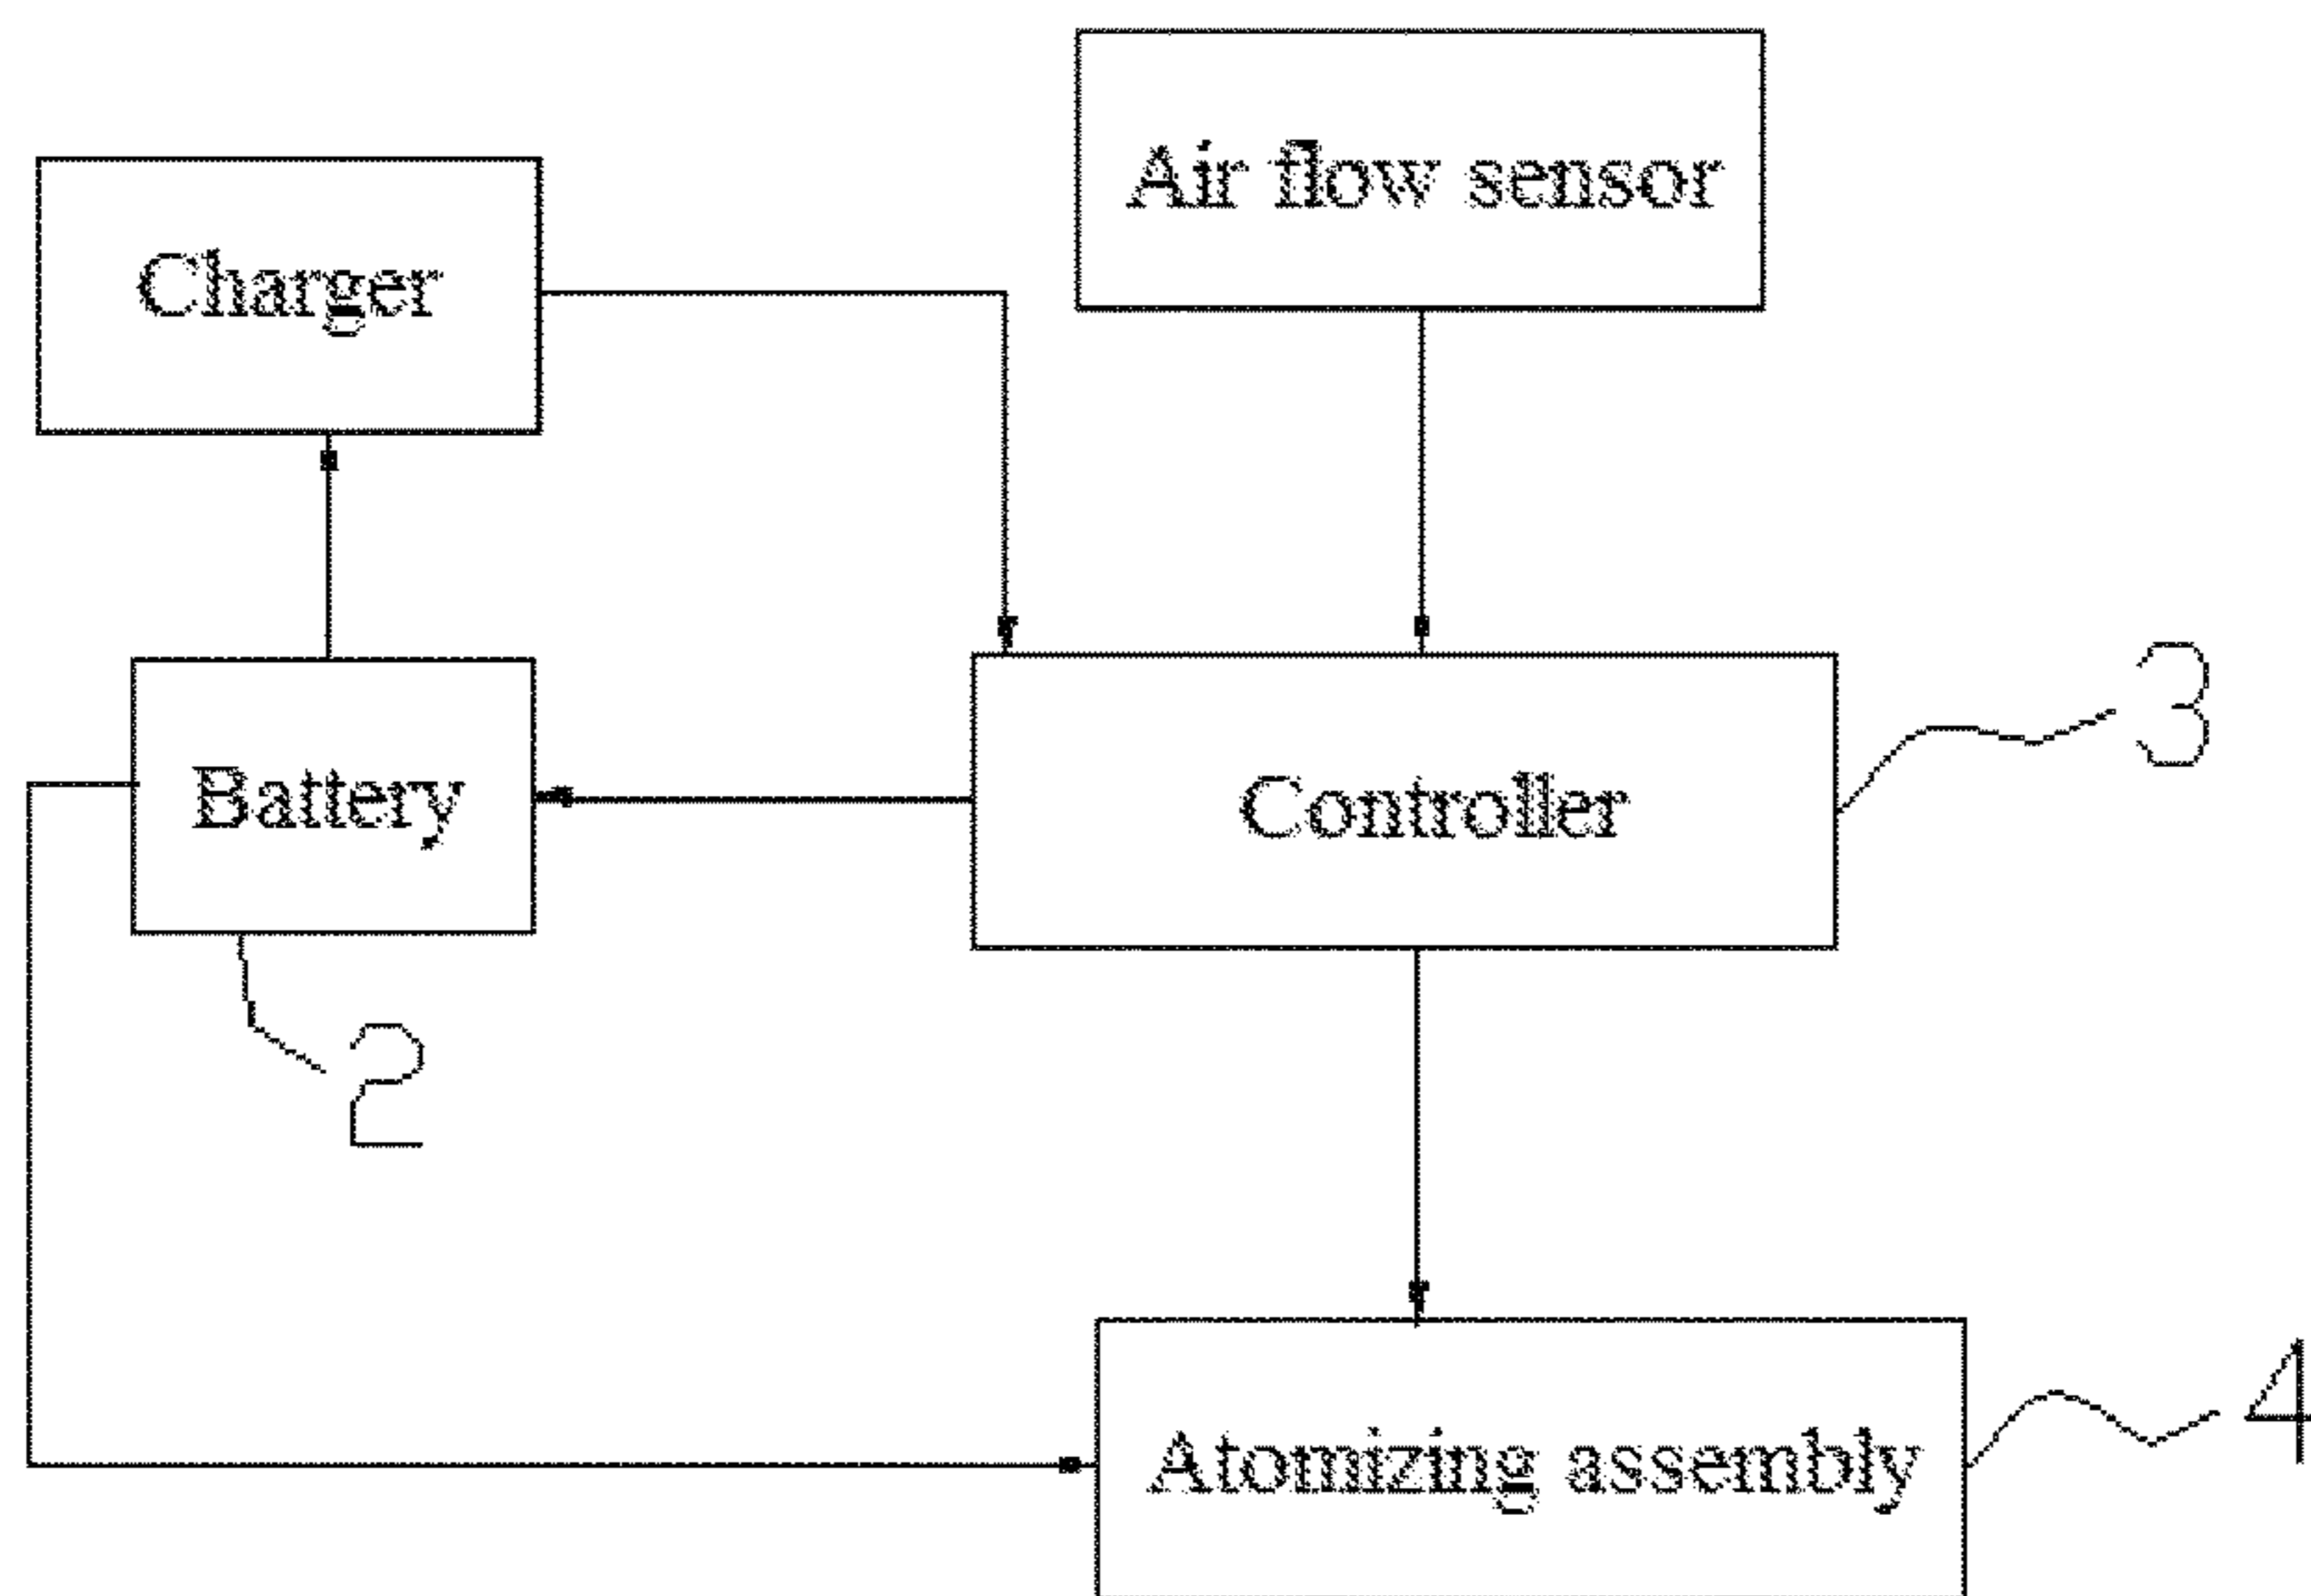 Air flow sensor
Charger
3
Battery
Controller
2
4
Atomizing assembly